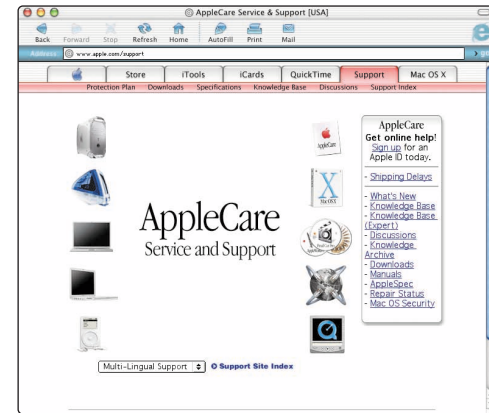 AppleCare Service & Support [USA]
Back Forward Stop Refresh Home AutoFill Print Mail
Address www.apple.com/support
Store iTools iCards QuickTime Support Mac OS X
Protection Plan Downloads Specifications Knowledge Base Discussions Support Index
AppleCare
Service and Support
AppleCare
Mac OS X
AppleCare
Get online help!
Sign up for an
Apple ID today.
- Shipping Delays
- What's New
- Knowledge Base
- Knowledge Base
(Expert)
- Discussions
- Knowledge
Archive
- Downloads
- Manuals
- AppleSpec
- Repair Status
- Mac OS Security
Multi-Lingual Support
Support Site Index